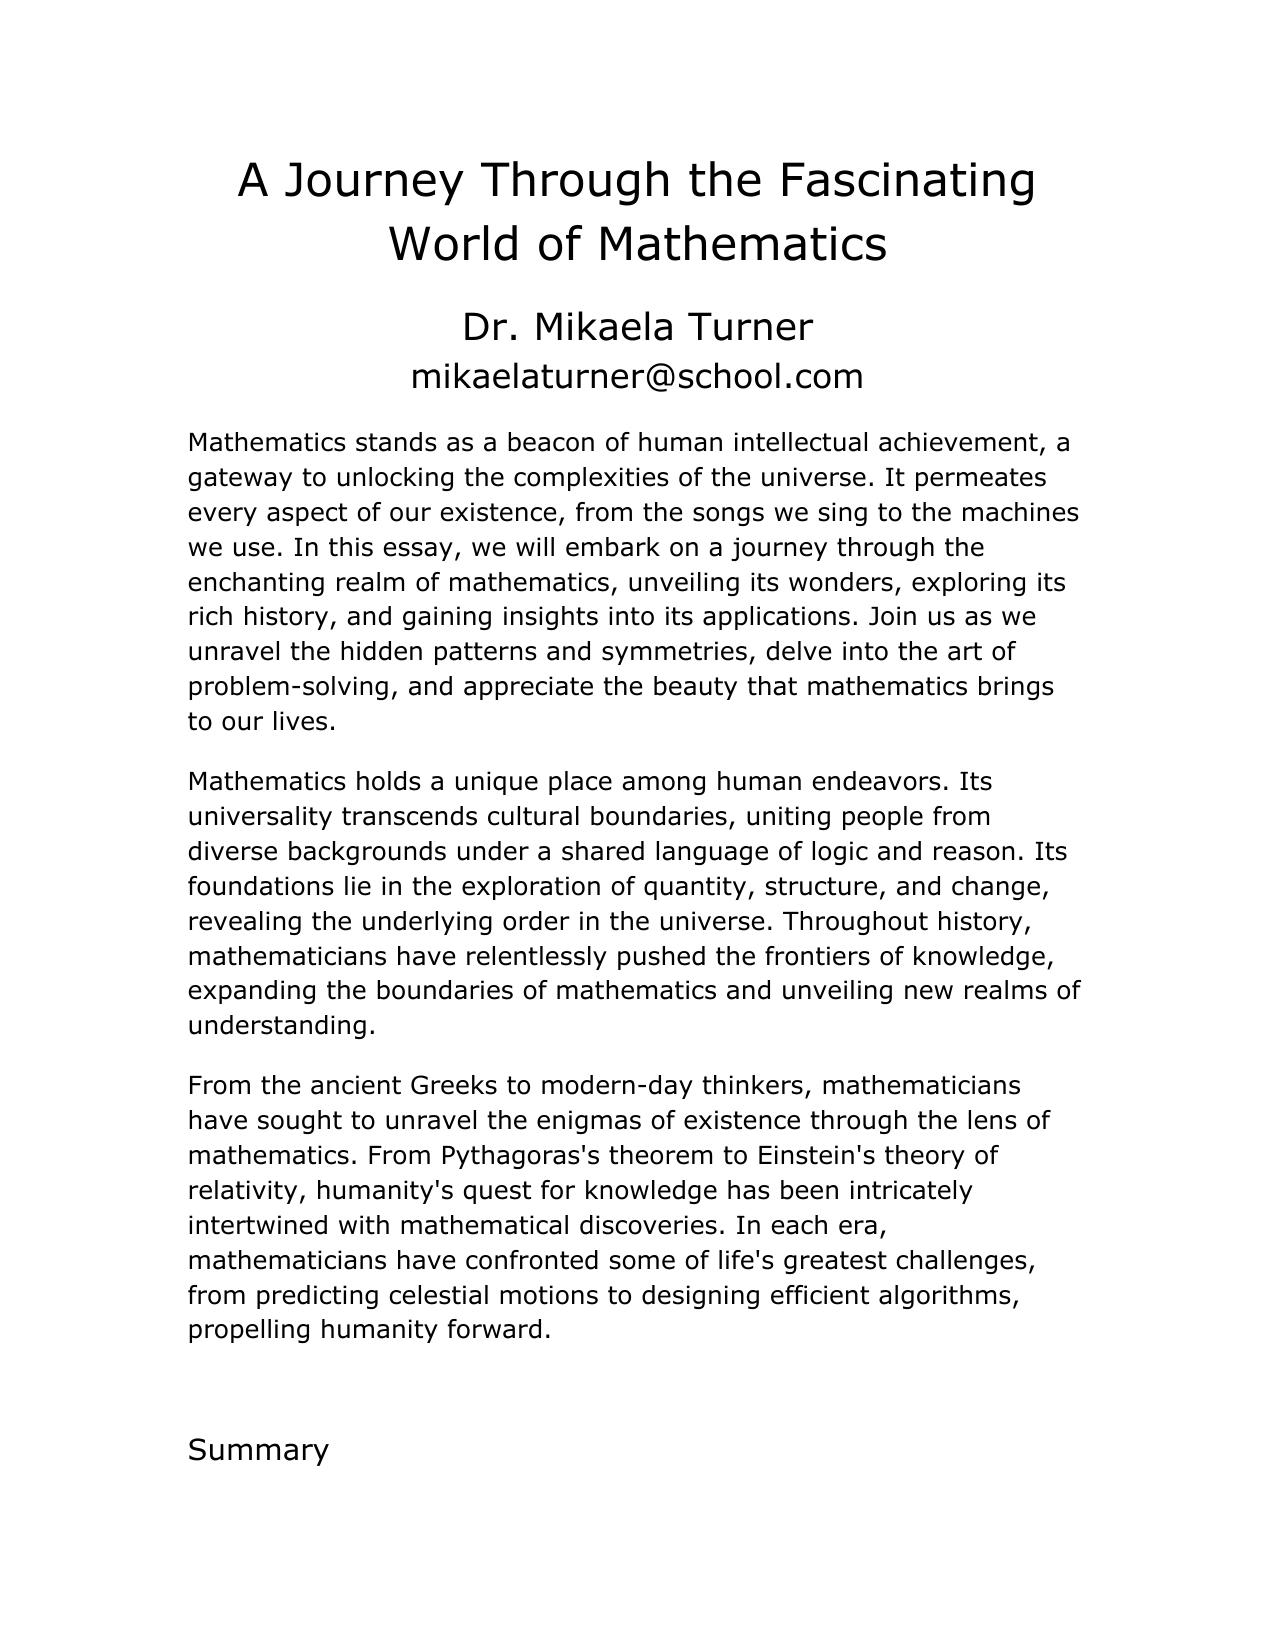 A Journey Through the Fascinating
World of Mathematics
Dr. Mikaela Turner
mikaelaturner@school.com
Mathematics stands as a beacon of human intellectual achievement, a
gateway to unlocking the complexities of the universe. It permeates
every aspect of our existence, from the songs we sing to the machines
we use. In this essay, we will embark on a journey through the
enchanting realm of mathematics, unveiling its wonders, exploring its
rich history, and gaining insights into its applications. Join us as we
unravel the hidden patterns and symmetries, delve into the art of
problem-solving, and appreciate the beauty that mathematics brings
to our lives.
Mathematics holds a unique place among human endeavors. Its
universality transcends cultural boundaries, uniting people from
diverse backgrounds under a shared language of logic and reason. Its
foundations lie in the exploration of quantity, structure, and change,
revealing the underlying order in the universe. Throughout history,
mathematicians have relentlessly pushed the frontiers of knowledge,
expanding the boundaries of mathematics and unveiling new realms of
understanding.
From the ancient Greeks to modern-day thinkers, mathematicians
have sought to unravel the enigmas of existence through the lens of
mathematics. From Pythagoras's theorem to Einstein's theory of
relativity, humanity's quest for knowledge has been intricately
intertwined with mathematical discoveries. In each era,
mathematicians have confronted some of life's greatest challenges,
from predicting celestial motions to designing efficient algorithms,
propelling humanity forward.
Summary